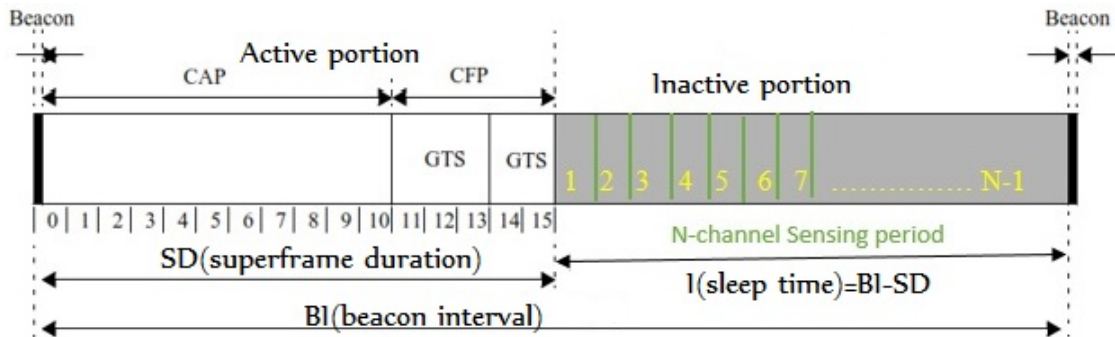 Beacon Beacon
Active portion
CAP CFP
Inactive portion
GTS GTS
1 2 3 4 5 6 7 ............... N-1
0 1 2 3 4 5 6 7 8 9 10 11 12 13 14 15
N-channel Sensing period
SD(superframe duration)
I(sleep time)=BI-SD
BI(beacon interval)